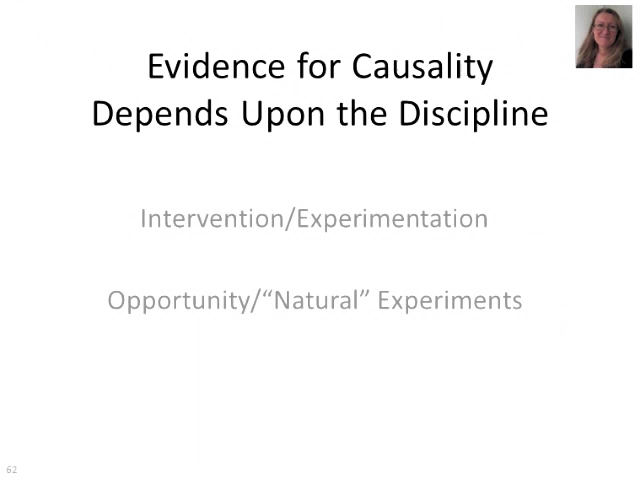 Evidence for Causality
Depends Upon the Discipline
Intervention/Experimentation
Opportunity/“Natural” Experiments
62